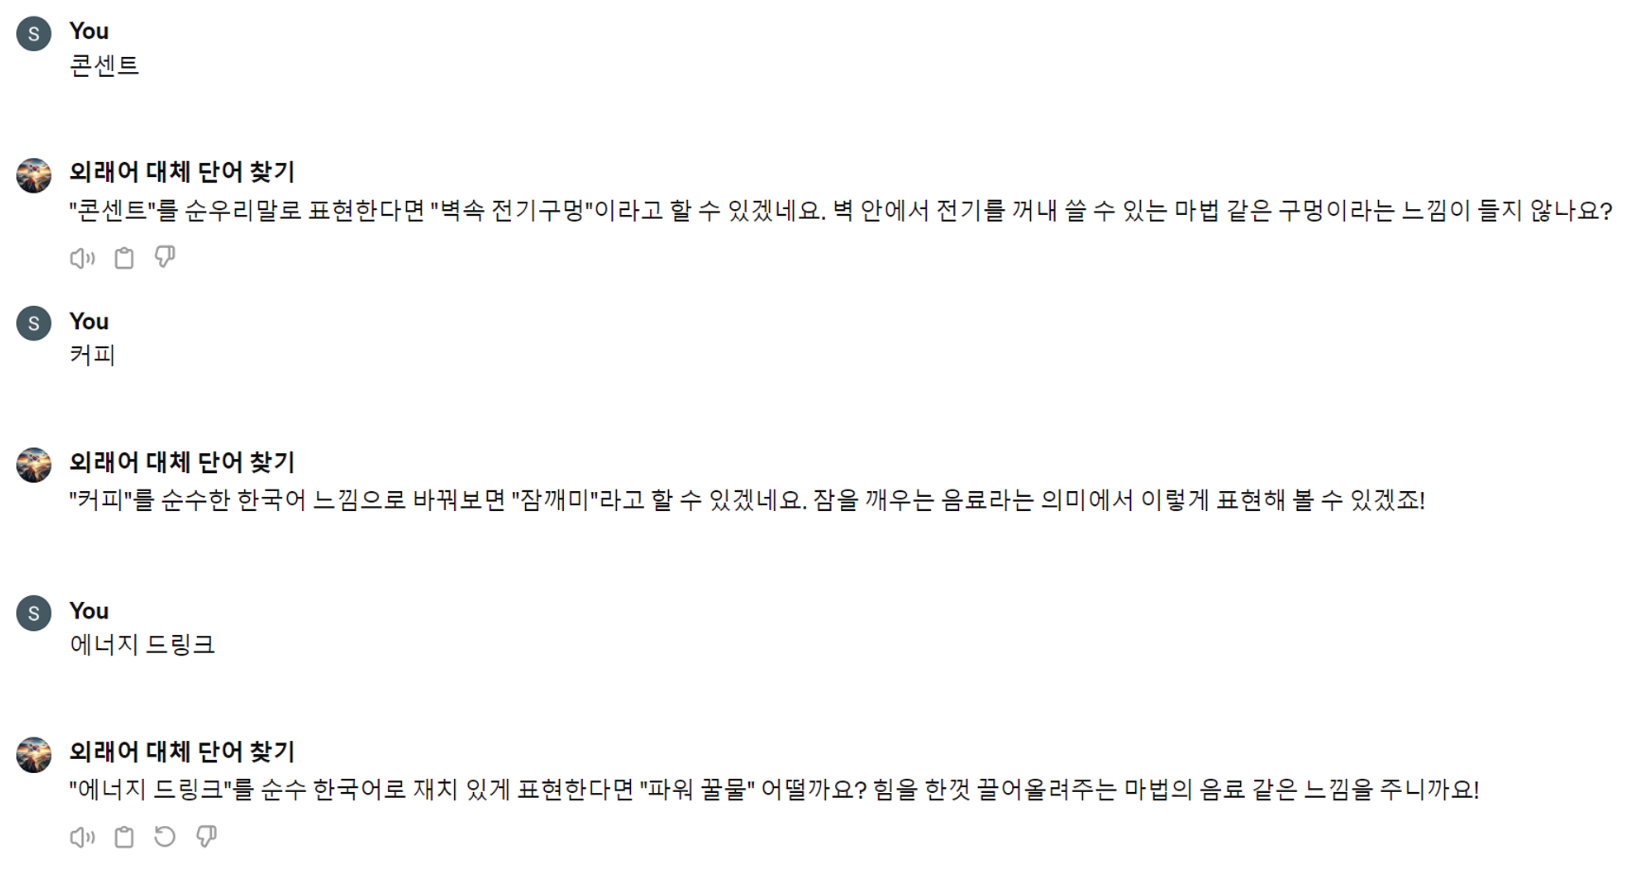 S
You
콘센트
외래어 대체 단어 찾기
"콘센트"를 순우리말로 표현한다면 "벽속 전기구멍"이라고 할 수 있겠네요. 벽 안에서 전기를 꺼내 쓸 수 있는 마법 같은 구멍이라는 느낌이 들지 않나요?
S
You
커피
외래어 대체 단어 찾기
"커피"를 순수한 한국어 느낌으로 바꿔보면 "잠깨미"라고 할 수 있겠네요. 잠을 깨우는 음료라는 의미에서 이렇게 표현해 볼 수 있겠죠!
S
You
에너지 드링크
외래어 대체 단어 찾기
"에너지 드링크"를 순수 한국어로 재치 있게 표현한다면 "파워 꿀물" 어떨까요? 힘을 한껏 끌어올려주는 마법의 음료 같은 느낌을 주니까요!